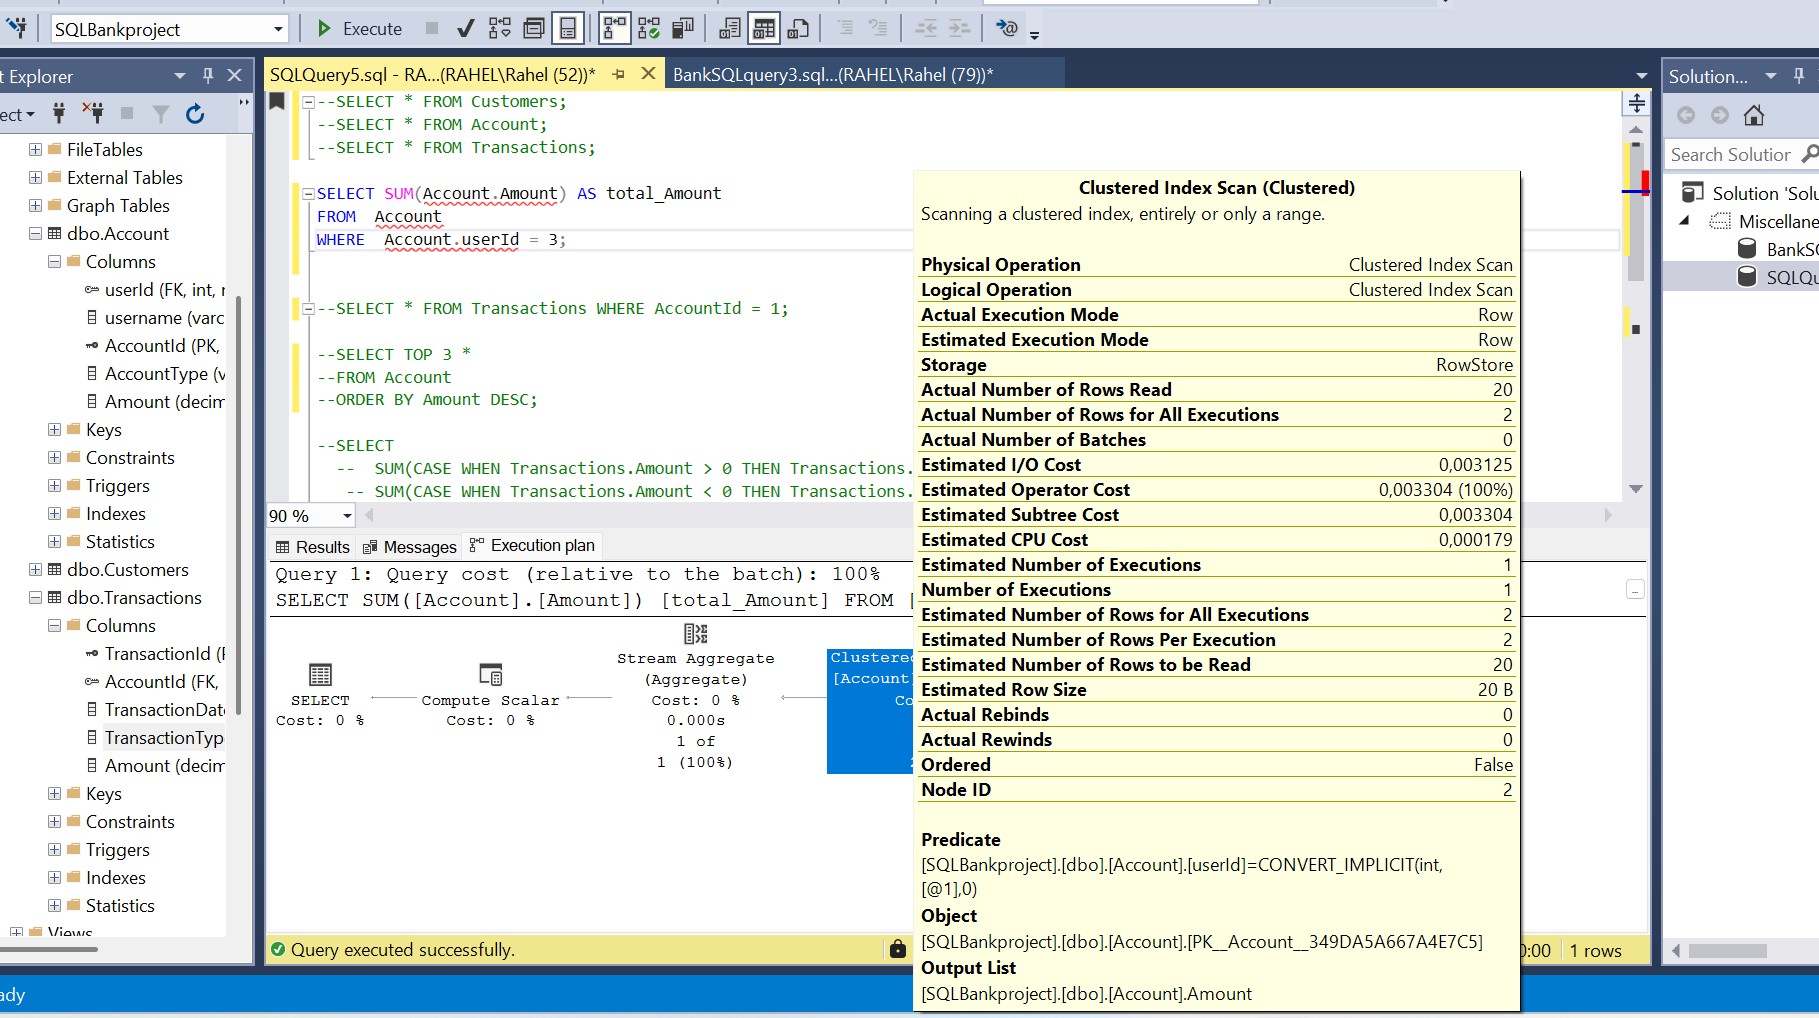 SQLBankproject
Execute
t Explorer
ect
FileTables
External Tables
Graph Tables
dbo.Account
Columns
userId (FK, int, r
username (varc
AccountId (PK,
AccountType (v
Amount (decim
Keys
Constraints
Triggers
Indexes
Statistics
dbo.Customers
dbo.Transactions
Columns
TransactionId (F
AccountId (FK,
TransactionDate
TransactionTyp
Amount (decim
Keys
Constraints
Triggers
Indexes
Statistics
Views
SQLQuery5.sql - RA...(RAHEL\Rahel (52))*
BankSQLquery3.sql...(RAHEL\Rahel (79))*
--SELECT * FROM Customers;
--SELECT * FROM Account;
--SELECT * FROM Transactions;
SELECT SUM(Account.Amount) AS total_Amount
FROM  Account
WHERE  Account.userId = 3;
--SELECT * FROM Transactions WHERE AccountId = 1;
--SELECT TOP 3 *
--FROM Account
--ORDER BY Amount DESC;
--SELECT
--  SUM(CASE WHEN Transactions.Amount > 0 THEN Transactions.
-- SUM(CASE WHEN Transactions.Amount < 0 THEN Transactions.
90 %
Results
Messages
Execution plan
Query 1: Query cost (relative to the batch): 100%
SELECT SUM([Account].[Amount]) [total_Amount] FROM [
SELECT
Cost: 0 %
Compute Scalar
Cost: 0 %
Stream Aggregate
(Aggregate)
Cost: 0 %
0.000s
1 of
1 (100%)
Clustered
[Account
Co
Query executed successfully.
0:00
1 rows
Clustered Index Scan (Clustered)
Scanning a clustered index, entirely or only a range.
Physical Operation Clustered Index Scan
Logical Operation Clustered Index Scan
Actual Execution Mode Row
Estimated Execution Mode Row
Storage RowStore
Actual Number of Rows Read 20
Actual Number of Rows for All Executions 2
Actual Number of Batches 0
Estimated I/O Cost 0,003125
Estimated Operator Cost 0,003304 (100%)
Estimated Subtree Cost 0,003304
Estimated CPU Cost 0,000179
Estimated Number of Executions 1
Number of Executions 1
Estimated Number of Rows for All Executions 2
Estimated Number of Rows Per Execution 2
Estimated Number of Rows to be Read 20
Estimated Row Size 20 B
Actual Rebinds 0
Actual Rewinds 0
Ordered False
Node ID 2
Predicate
[SQLBankproject].[dbo].[Account].[userId]=CONVERT_IMPLICIT(int,
[@1],0)
Object
[SQLBankproject].[dbo].[Account].[PK__Account__349DA5A667A4E7C5]
Output List
[SQLBankproject].[dbo].[Account].Amount
Solution...
Search Solution
Solution 'Solu
Miscellane
BankSQ
SQLQu
ady